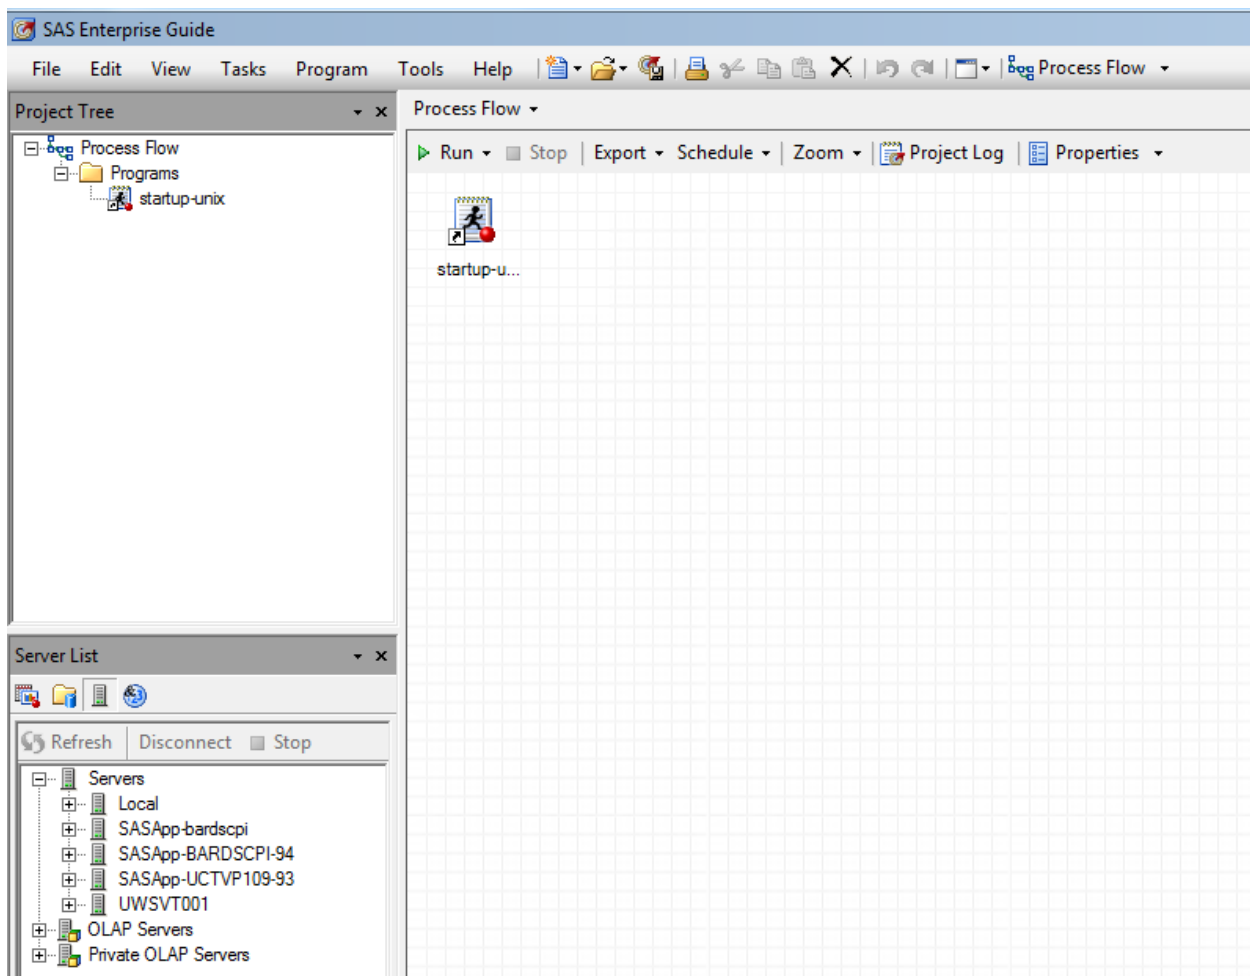 SAS Enterprise Guide
File Edit View Tasks Program Tools Help Process Flow
Project Tree
Process Flow
Programs
startup-unix
Process Flow
Run Stop Export Schedule Zoom Project Log Properties
startup-u...
Server List
Refresh Disconnect Stop
Servers
Local
SASApp-bardscpi
SASApp-BARDSCPI-94
SASApp-UCTVP109-93
UWSVT001
OLAP Servers
Private OLAP Servers